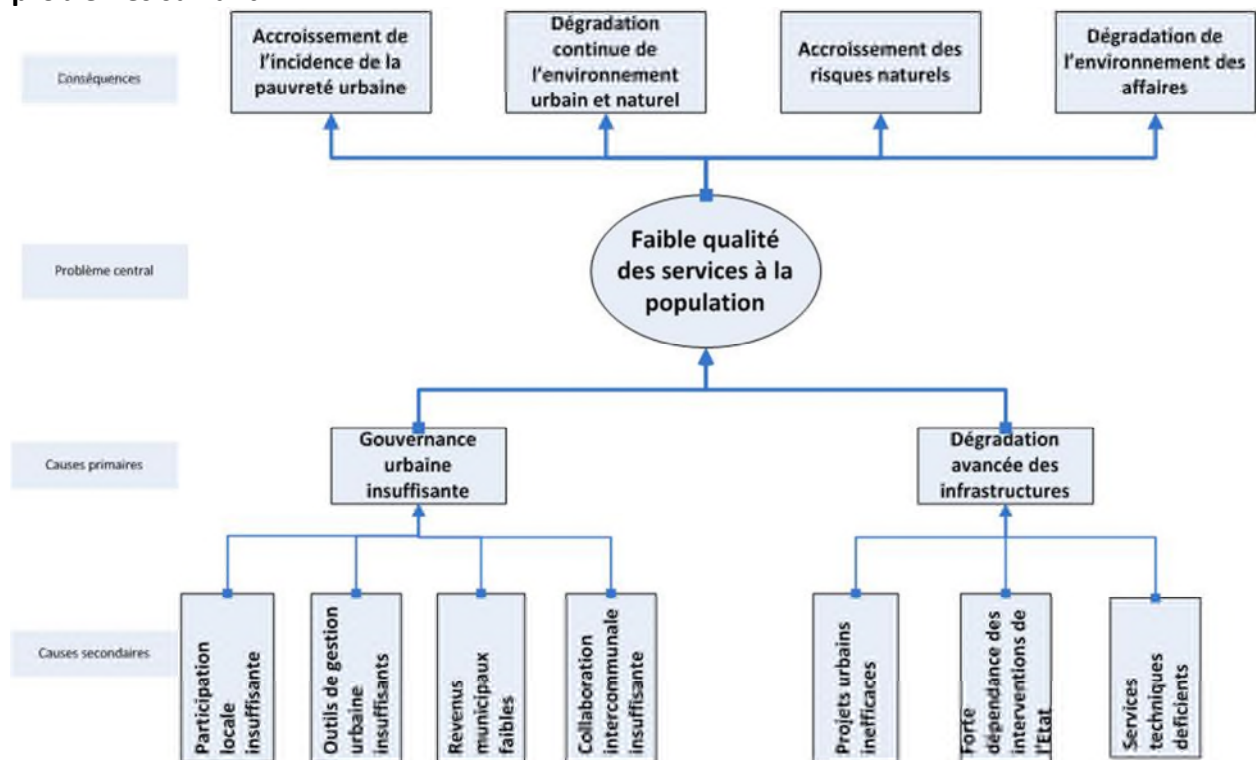 Accroissement de
l'incidence de la
pauvreté urbaine
Dégradation
continue de
l'environnement
urbain et naturel
Accroissement des
risques naturels
Dégradation de
l'environnement des
affaires
Conséquences
Faible qualité
des services à la
population
Problème central
Gouvernance
urbaine
insuffisante
Dégradation
avancée des
infrastructures
Causes primaires
Participation
locale
insuffisante
Outils de gestion
urbaine
insuffisants
Revenus
municipaux
faibles
Collaboration
intercommunale
insuffisante
Projets urbains
inefficaces
Forte
dépendance des
interventions de
l'Etat
Services
techniques
deficients
Causes secondaires